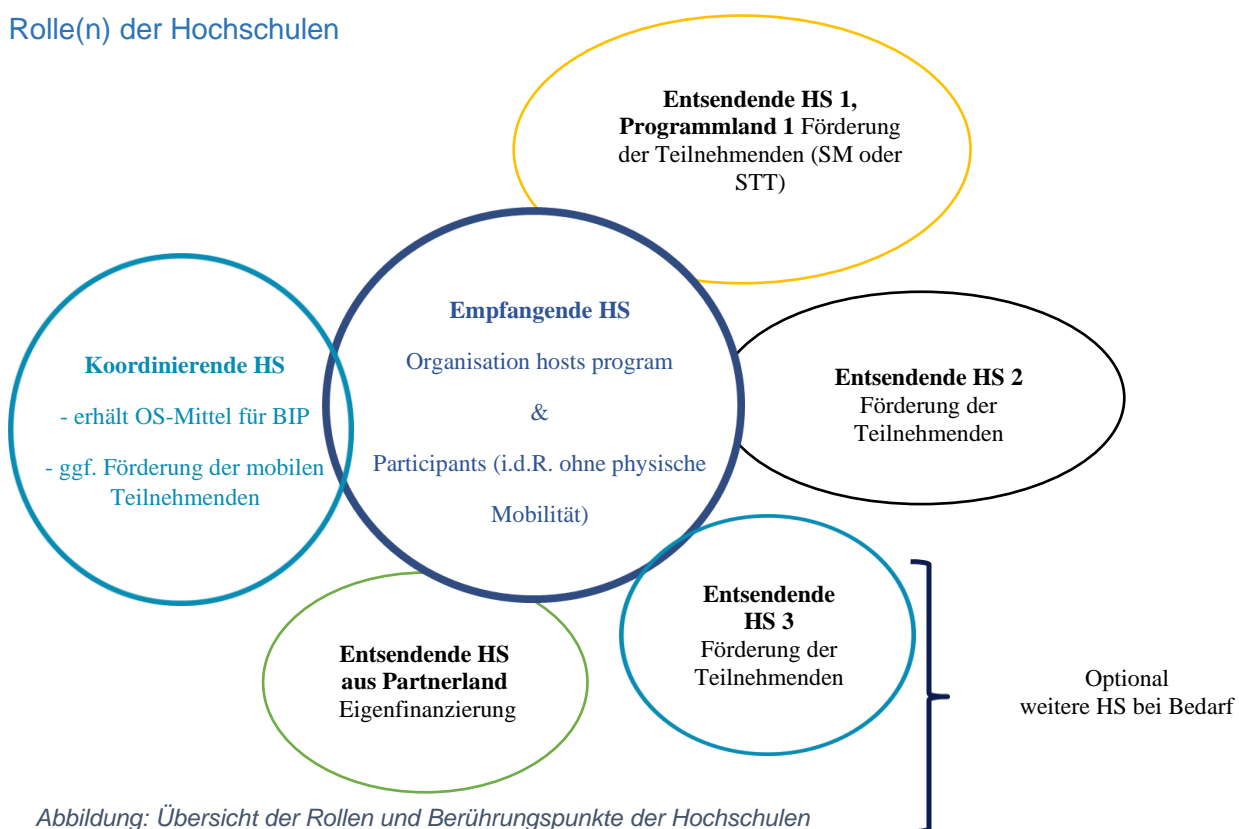 Rolle(n) der Hochschulen
Entsendende HS 1,
Programmland 1 Förderung
der Teilnehmenden (SM oder
STT)
Empfangende HS
Organisation hosts program
&
Participants (i.d.R. ohne physische
Mobilität)
Koordinierende HS
- erhält OS-Mittel für BIP
- ggf. Förderung der mobilen
Teilnehmenden
Entsendende HS 2
Förderung der
Teilnehmenden
Entsendende
HS 3
Förderung der
Teilnehmenden
Entsendende HS
aus Partnerland
Eigenfinanzierung
Optional
weitere HS bei Bedarf
Abbildung: Übersicht der Rollen und Berührungspunkte der Hochschulen